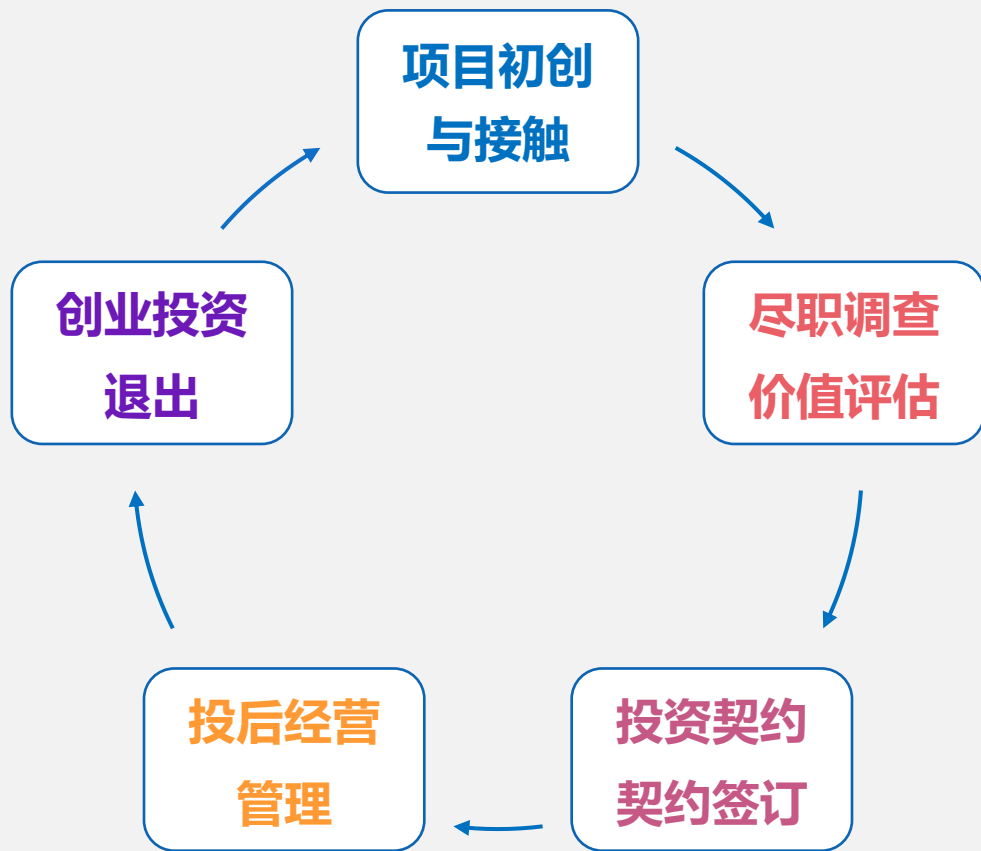 项目初创
与接触
尽职调查
价值评估
投资契约
契约签订
投后经营
管理
创业投资
退出